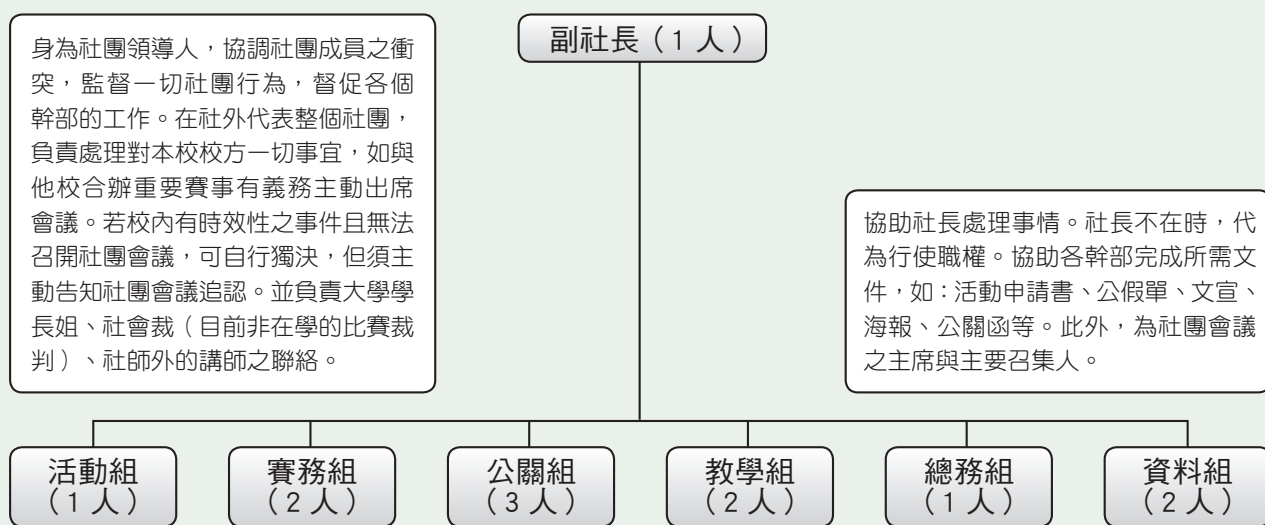 副社長（1 人）
身為社團領導人，協調社團成員之衝
突，監督一切社團行為，督促各個
幹部的工作。在社外代表整個社團，
負責處理對本校校方一切事宜，如與
他校合辦重要賽事有義務主動出席
會議。若校內有時效性之事件且無法
召開社團會議，可自行獨決，但須主
動告知社團會議追認。並負責大學學
長姐、社會裁（目前非在學的比賽裁
判）、社師外的講師之聯絡。
協助社長處理事情。社長不在時，代
為行使職權。協助各幹部完成所需文
件，如：活動申請書、公假單、文宣、
海報、公關函等。此外，為社團會議
之主席與主要召集人。
活動組
（1 人）
賽務組
（2 人）
公關組
（3 人）
教學組
（2 人）
總務組
（1 人）
資料組
（2 人）